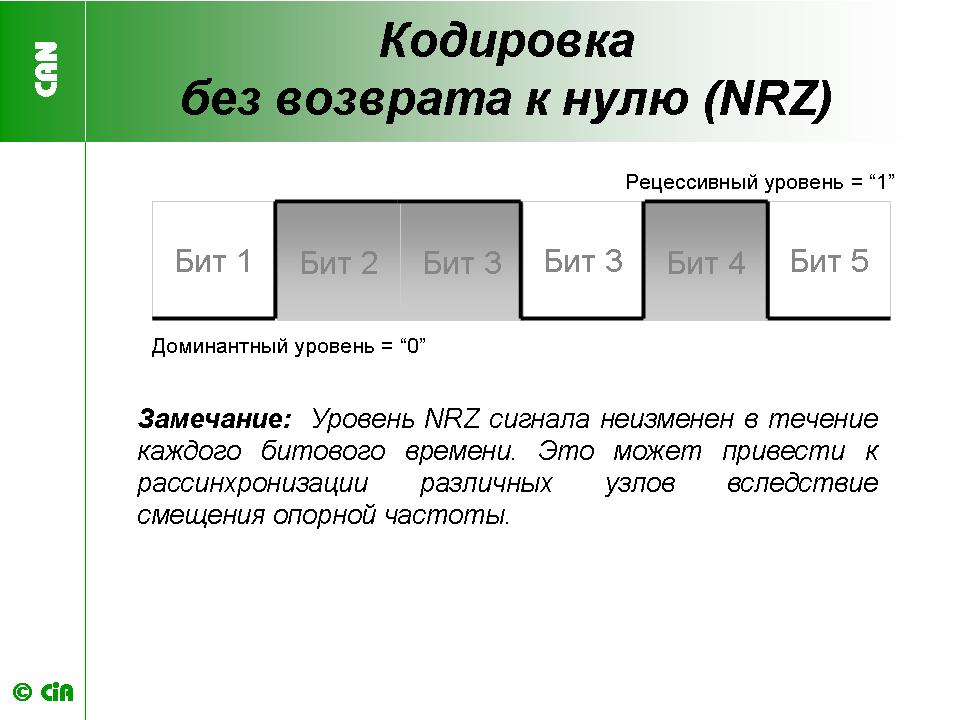 CAN
Кодировка
без возврата к нулю (NRZ)
Рецессивный уровень = “1”
Бит 1 Бит 2 Бит 3 Бит 3 Бит 4 Бит 5
Доминантный уровень = “0”
Замечание: Уровень NRZ сигнала неизменен в течение
каждого битового времени. Это может привести к
рассинхронизации различных узлов вследствие
смещения опорной частоты.
© CiA